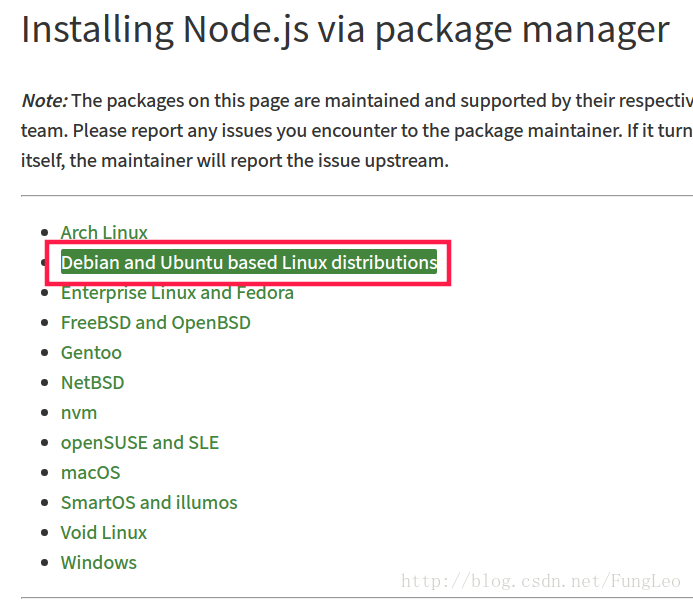 Installing Node.js via package manager
Note: The packages on this page are maintained and supported by their respectiv
team. Please report any issues you encounter to the package maintainer. If it turn
itself, the maintainer will report the issue upstream.
Arch Linux
Debian and Ubuntu based Linux distributions
Enterprise Linux and Fedora
FreeBSD and OpenBSD
Gentoo
NetBSD
nvm
openSUSE and SLE
macOS
SmartOS and illumos
Void Linux
Windows
http://blog.csdn.net/FungLeo